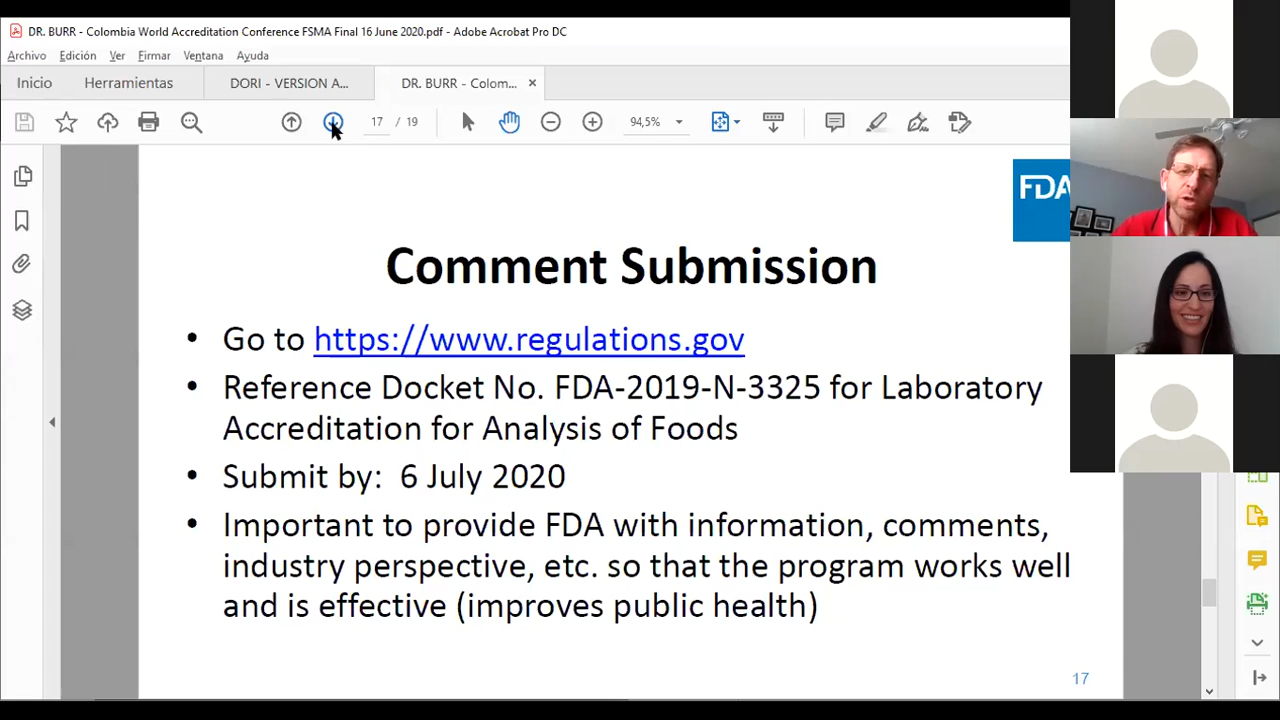 DR. BURR - Colombia World Accreditation Conference FSMA Final 16 June 2020.pdf - Adobe Acrobat Pro DC
Archivo Edición Ver Firmar Ventana Ayuda
Inicio Herramientas DORI - VERSION A... DR. BURR - Colom... ×
17 / 19 94,5%
FDA
Comment Submission
• Go to https://www.regulations.gov
• Reference Docket No. FDA-2019-N-3325 for Laboratory
Accreditation for Analysis of Foods
• Submit by: 6 July 2020
• Important to provide FDA with information, comments,
industry perspective, etc. so that the program works well
and is effective (improves public health)
17